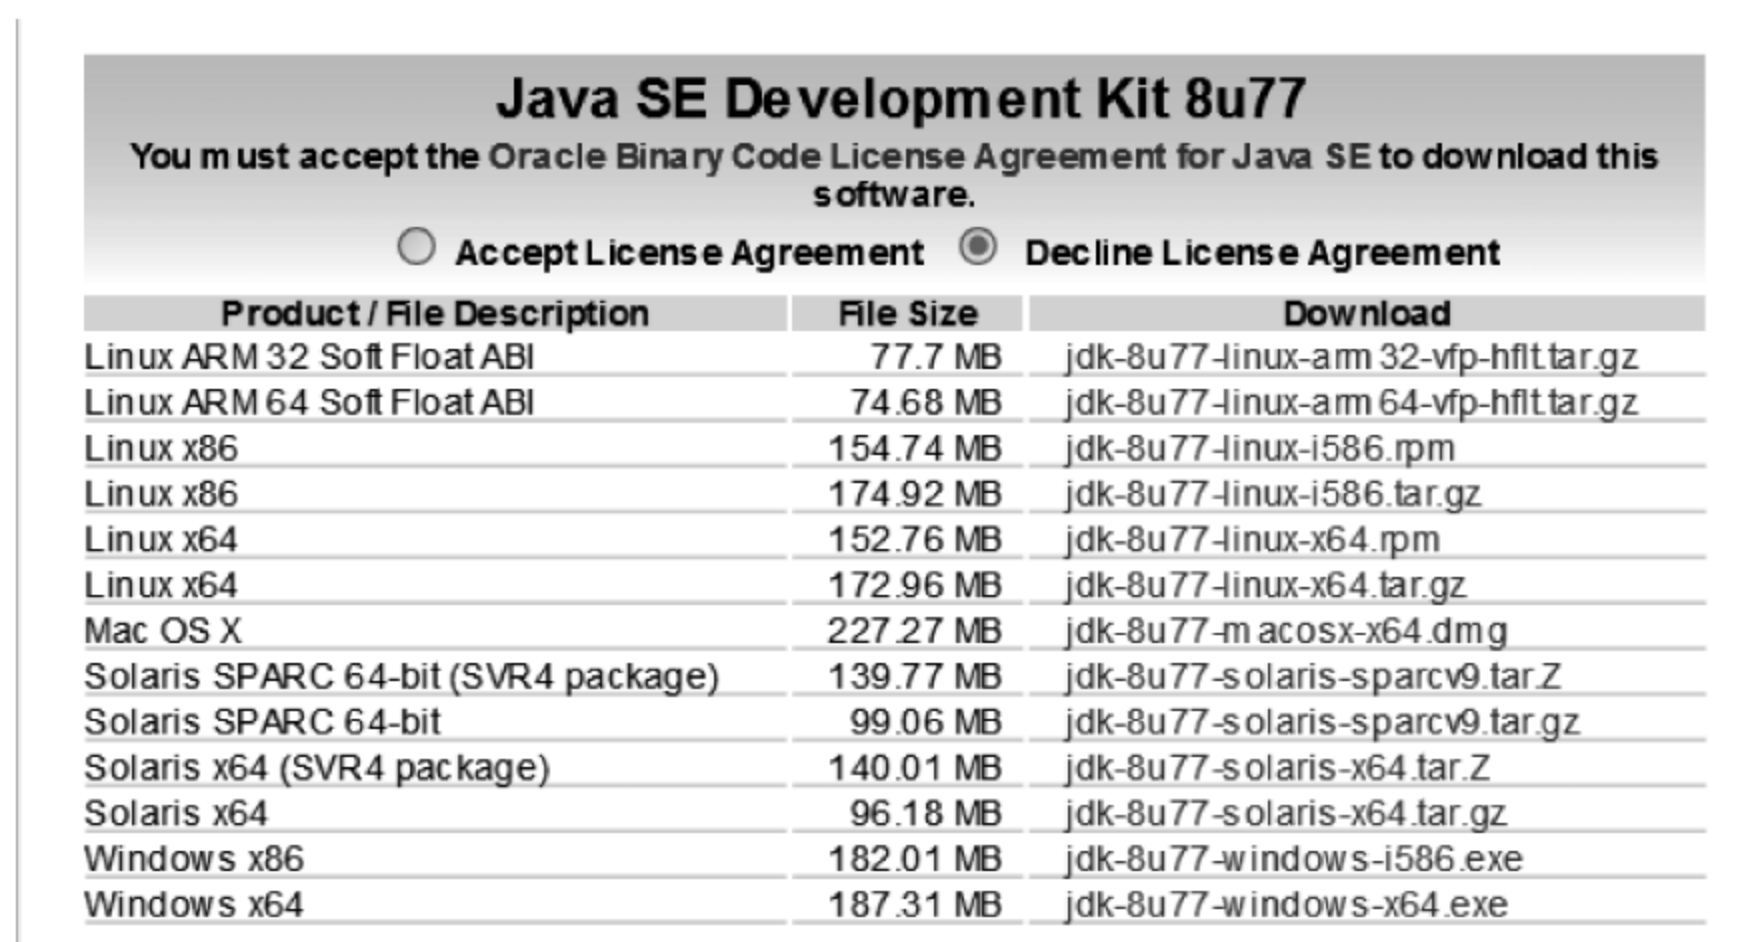 Java SE Development Kit 8u77
You must accept the Oracle Binary Code License Agreement for Java SE to download this
software.
Accept License Agreement Decline License Agreement
Product / File Description File Size Download
Linux ARM 32 Soft Float ABI 77.7 MB jdk-8u77-linux-arm32-vfp-hflt.tar.gz
Linux ARM 64 Soft Float ABI 74.68 MB jdk-8u77-linux-arm64-vfp-hflt.tar.gz
Linux x86 154.74 MB jdk-8u77-linux-i586.rpm
Linux x86 174.92 MB jdk-8u77-linux-i586.tar.gz
Linux x64 152.76 MB jdk-8u77-linux-x64.rpm
Linux x64 172.96 MB jdk-8u77-linux-x64.tar.gz
Mac OS X 227.27 MB jdk-8u77-macosx-x64.dmg
Solaris SPARC 64-bit (SVR4 package) 139.77 MB jdk-8u77-solaris-sparcv9.tar.Z
Solaris SPARC 64-bit 99.06 MB jdk-8u77-solaris-sparcv9.tar.gz
Solaris x64 (SVR4 package) 140.01 MB jdk-8u77-solaris-x64.tar.Z
Solaris x64 96.18 MB jdk-8u77-solaris-x64.tar.gz
Windows x86 182.01 MB jdk-8u77-windows-i586.exe
Windows x64 187.31 MB jdk-8u77-windows-x64.exe